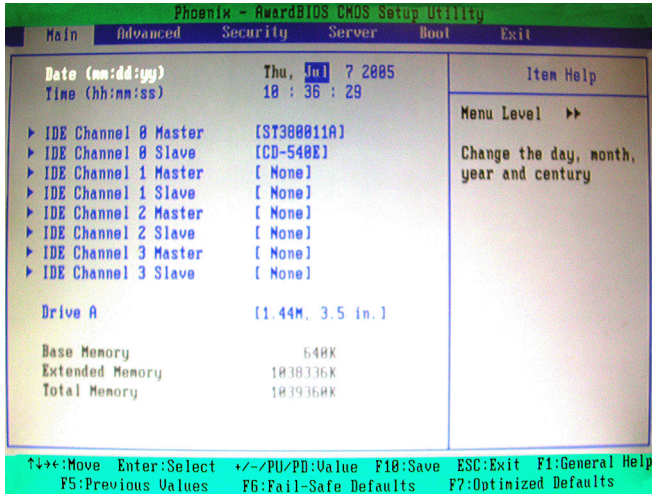 Phoenix - AwardBIOS CMOS Setup Utility
Main Advanced Security Server Boot Exit
Date (mm:dd:yy) Thu, Jul 7 2005
Time (hh:mm:ss) 10 : 36 : 29
Item Help
Menu Level ▶▶
Change the day, month,
year and century
▶ IDE Channel 0 Master [ST380011A]
▶ IDE Channel 0 Slave [CD-540E]
▶ IDE Channel 1 Master [ None]
▶ IDE Channel 1 Slave [ None]
▶ IDE Channel 2 Master [ None]
▶ IDE Channel 2 Slave [ None]
▶ IDE Channel 3 Master [ None]
▶ IDE Channel 3 Slave [ None]
Drive A [1.44M, 3.5 in.]
Base Memory 640K
Extended Memory 1038336K
Total Memory 1039360K
↑↓→←:Move Enter:Select +/-/PU/PD:Value F10:Save ESC:Exit F1:General Help
F5:Previous Values F6:Fail-Safe Defaults F7:Optimized Defaults